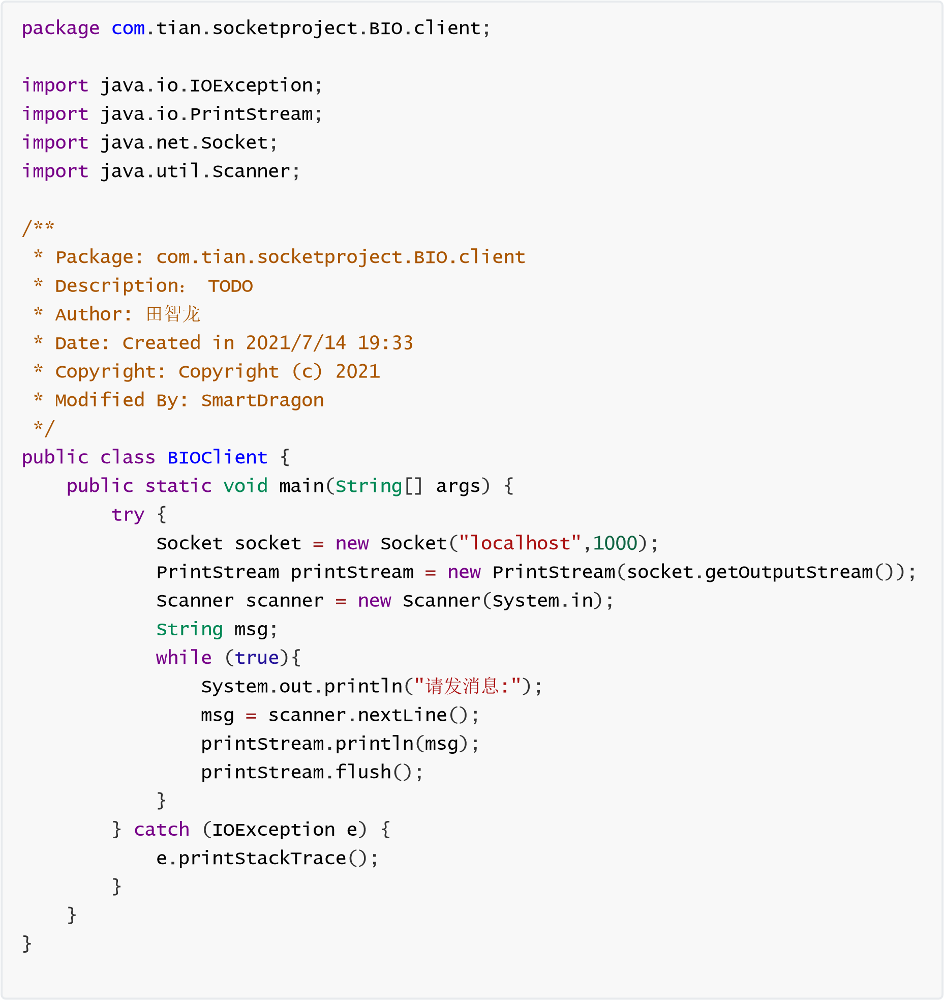 package com.tian.socketproject.BIO.client;

import java.io.IOException;
import java.io.PrintStream;
import java.net.Socket;
import java.util.Scanner;

/**
 * Package: com.tian.socketproject.BIO.client
 * Description： TODO
 * Author: 田智龙
 * Date: Created in 2021/7/14 19:33
 * Copyright: Copyright (c) 2021
 * Modified By: SmartDragon
 */
public class BIOClient {
    public static void main(String[] args) {
        try {
            Socket socket = new Socket("localhost",1000);
            PrintStream printStream = new PrintStream(socket.getOutputStream());
            Scanner scanner = new Scanner(System.in);
            String msg;
            while (true){
                System.out.println("请发消息:");
                msg = scanner.nextLine();
                printStream.println(msg);
                printStream.flush();
            }
        } catch (IOException e) {
            e.printStackTrace();
        }
    }
}